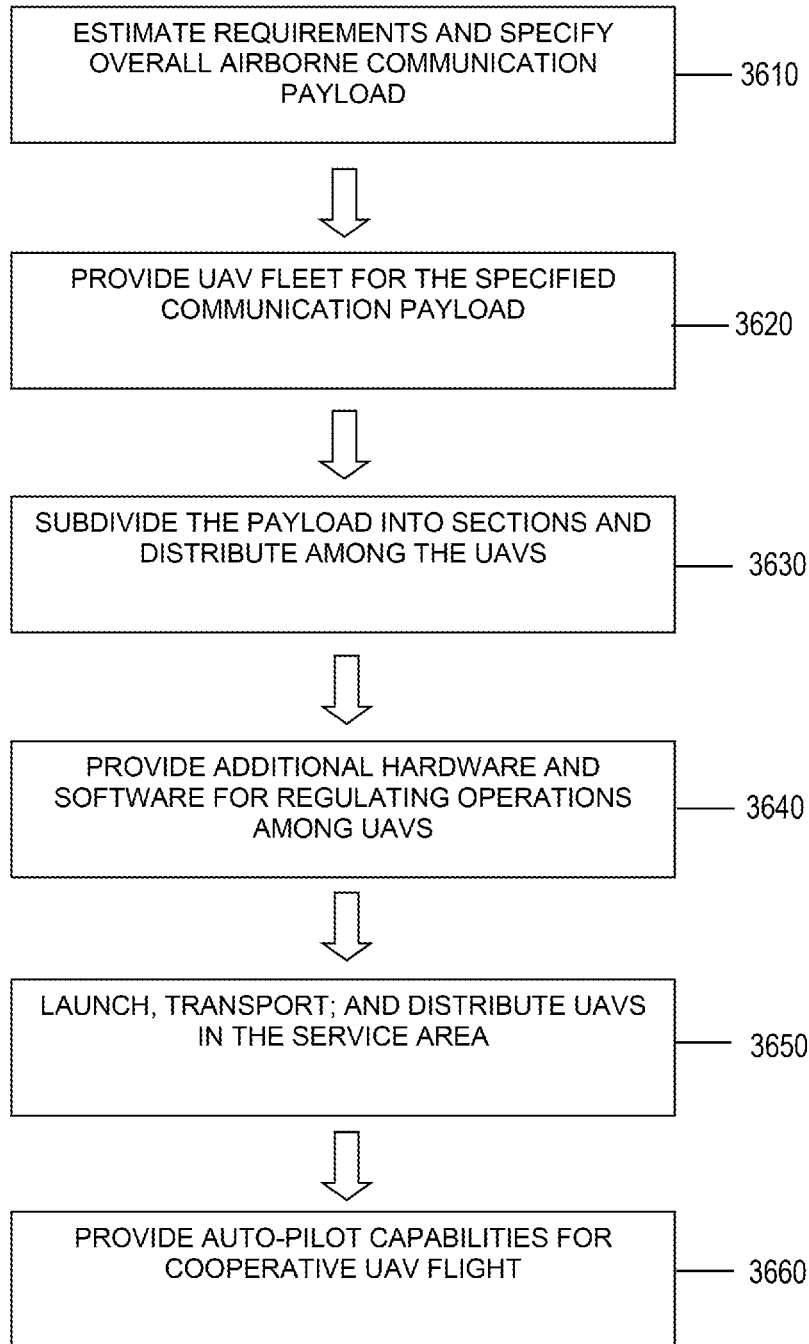 ESTIMATE REQUIREMENTS AND SPECIFY
OVERALL AIRBORNE COMMUNICATION
PAYLOAD
3610
PROVIDE UAV FLEET FOR THE SPECIFIED
COMMUNICATION PAYLOAD
3620
SUBDIVIDE THE PAYLOAD INTO SECTIONS AND
DISTRIBUTE AMONG THE UAVS
3630
PROVIDE ADDITIONAL HARDWARE AND
SOFTWARE FOR REGULATING OPERATIONS
AMONG UAVS
3640
LAUNCH, TRANSPORT; AND DISTRIBUTE UAVS
IN THE SERVICE AREA
3650
PROVIDE AUTO-PILOT CAPABILITIES FOR
COOPERATIVE UAV FLIGHT
3660